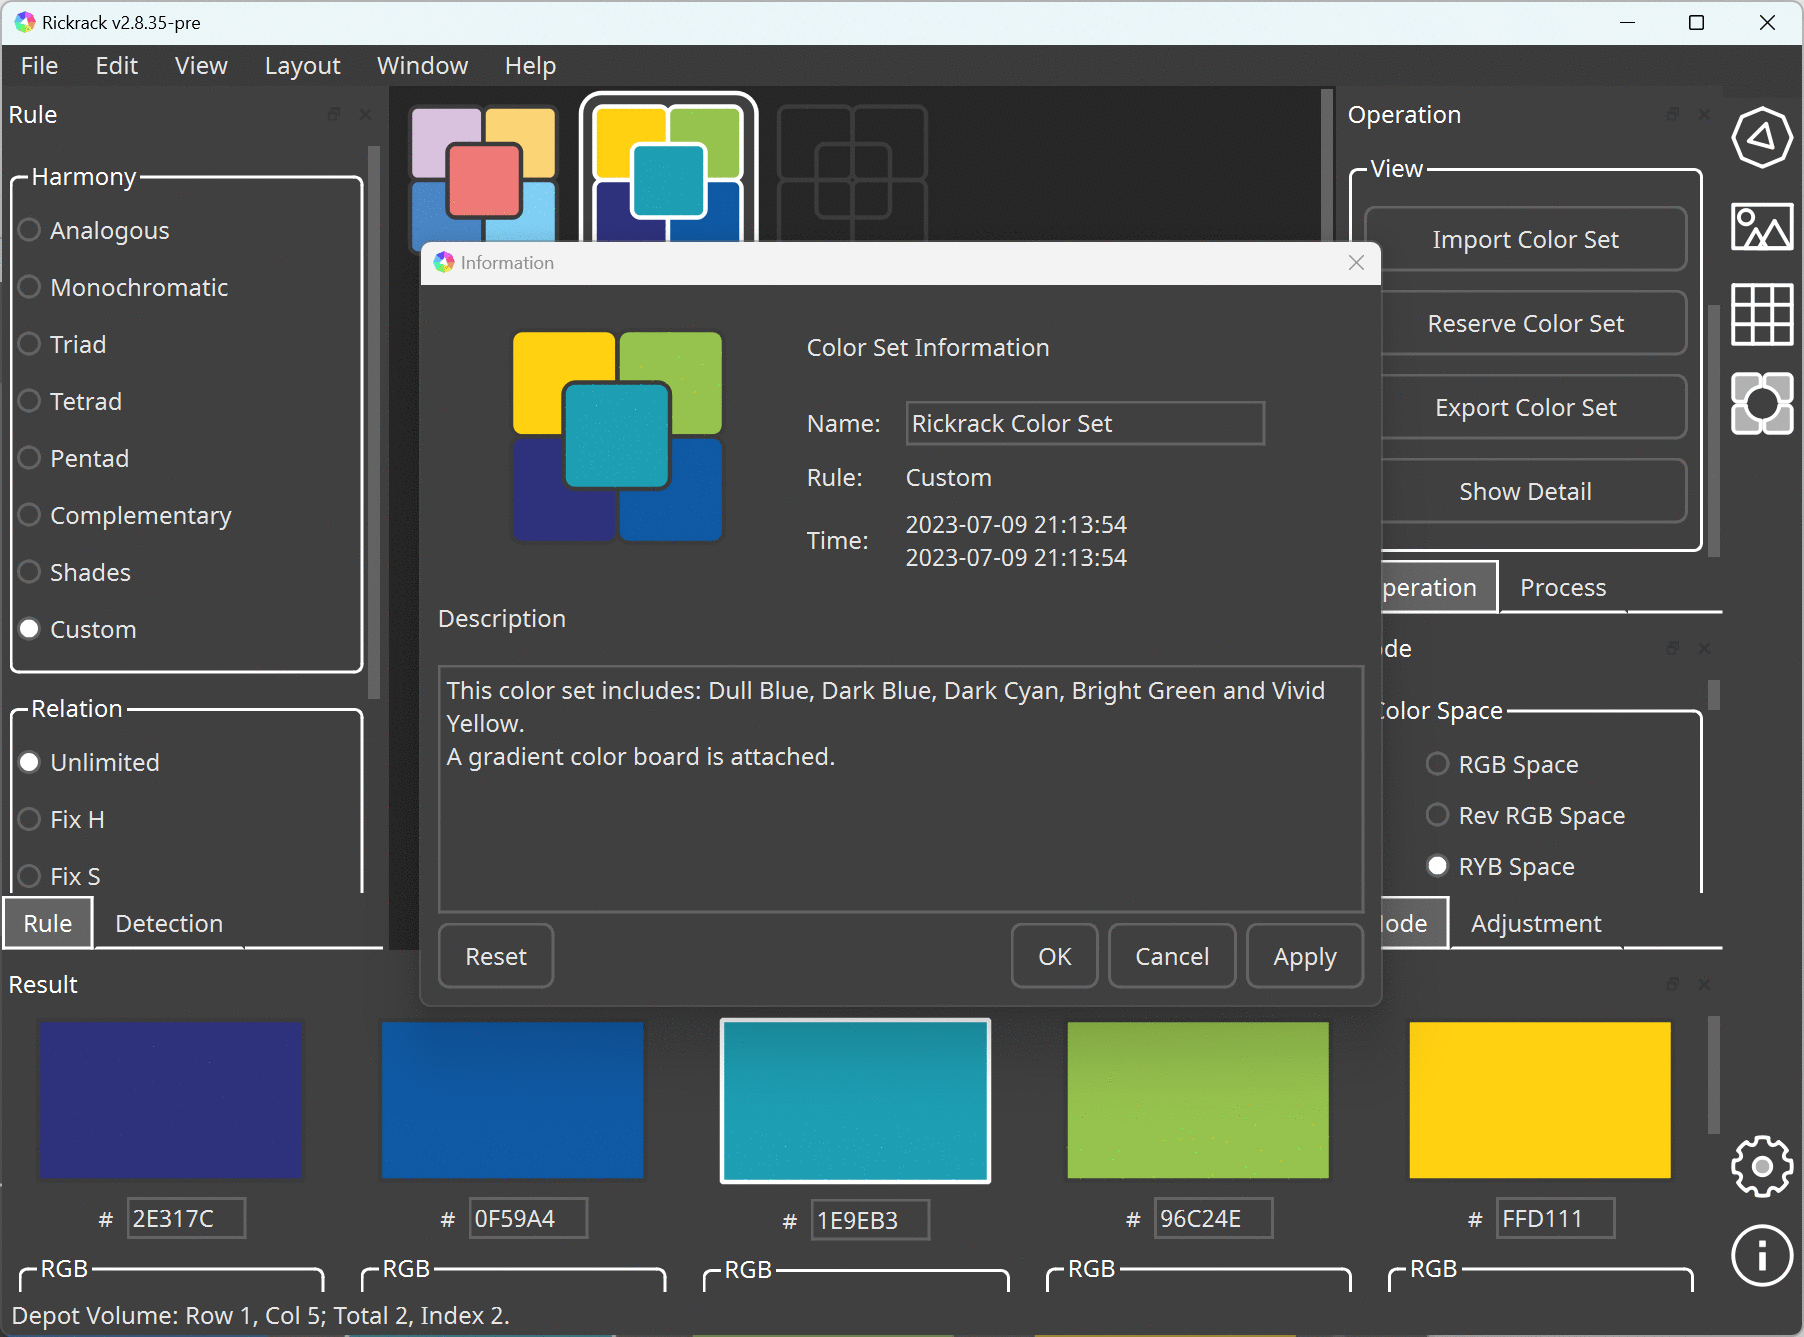 Rickrack v2.8.35-pre
File Edit View Layout Window Help
Rule
Harmony
Analogous
Monochromatic
Triad
Tetrad
Pentad
Complementary
Shades
Custom
Relation
Unlimited
Fix H
Fix S
Rule Detection
Information
Color Set Information
Name: Rickrack Color Set
Rule: Custom
Time: 2023-07-09 21:13:54
2023-07-09 21:13:54
Description
This color set includes: Dull Blue, Dark Blue, Dark Cyan, Bright Green and Vivid
Yellow.
A gradient color board is attached.
Reset OK Cancel Apply
Operation
View
Import Color Set
Reserve Color Set
Export Color Set
Show Detail
peration Process
de
Color Space
RGB Space
Rev RGB Space
RYB Space
ode Adjustment
Result
# 2E317C # 0F59A4 # 1E9EB3 # 96C24E # FFD111
RGB RGB RGB RGB RGB
Depot Volume: Row 1, Col 5; Total 2, Index 2.